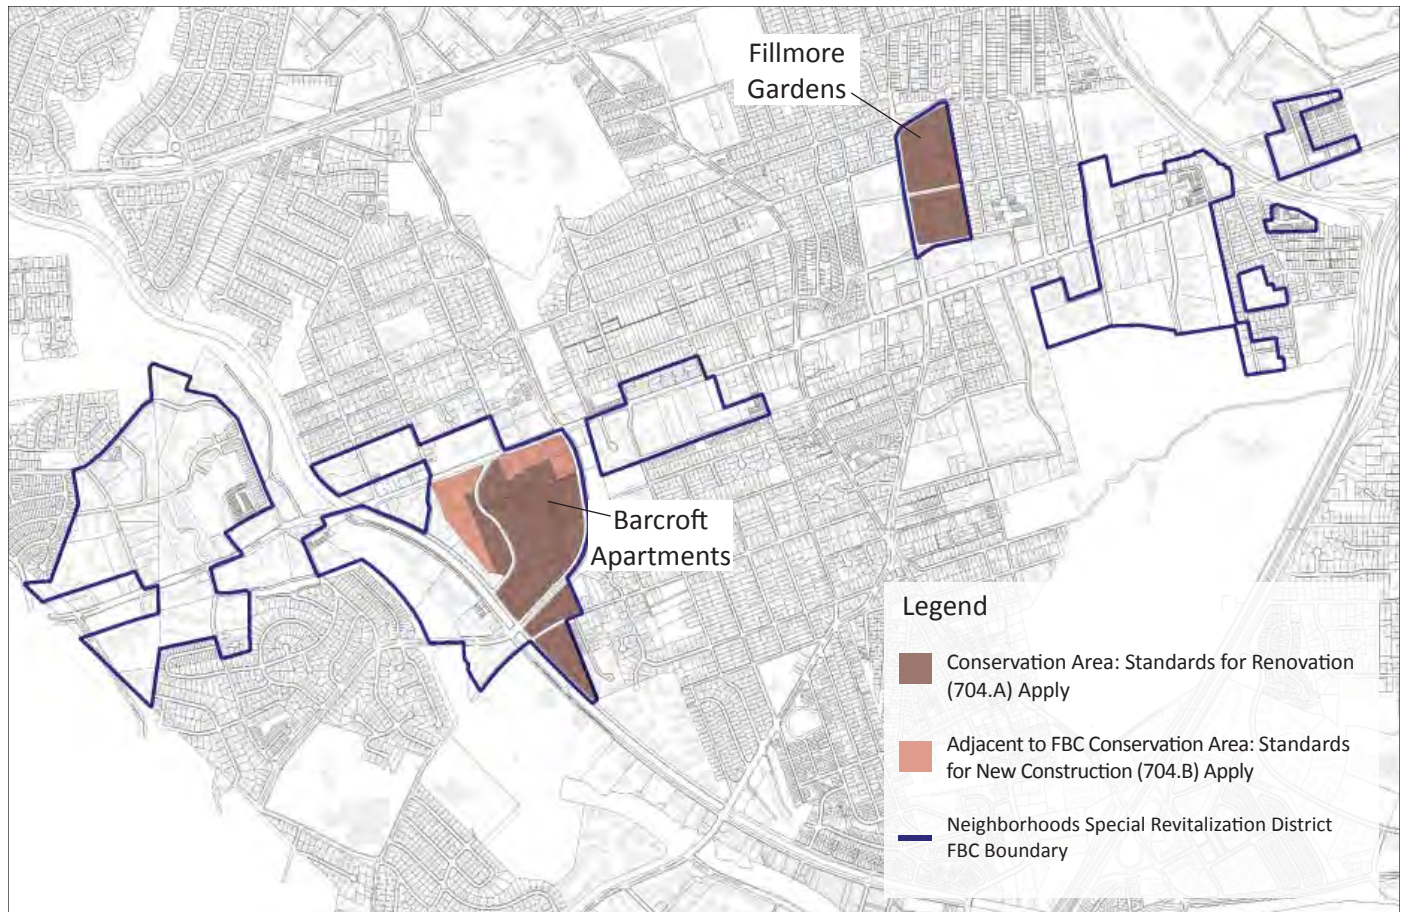 Fillmore
Gardens
Barcroft
Apartments
Legend
Conservation Area: Standards for Renovation
(704.A) Apply
Adjacent to FBC Conservation Area: Standards
for New Construction (704.B) Apply
Neighborhoods Special Revitalization District
FBC Boundary